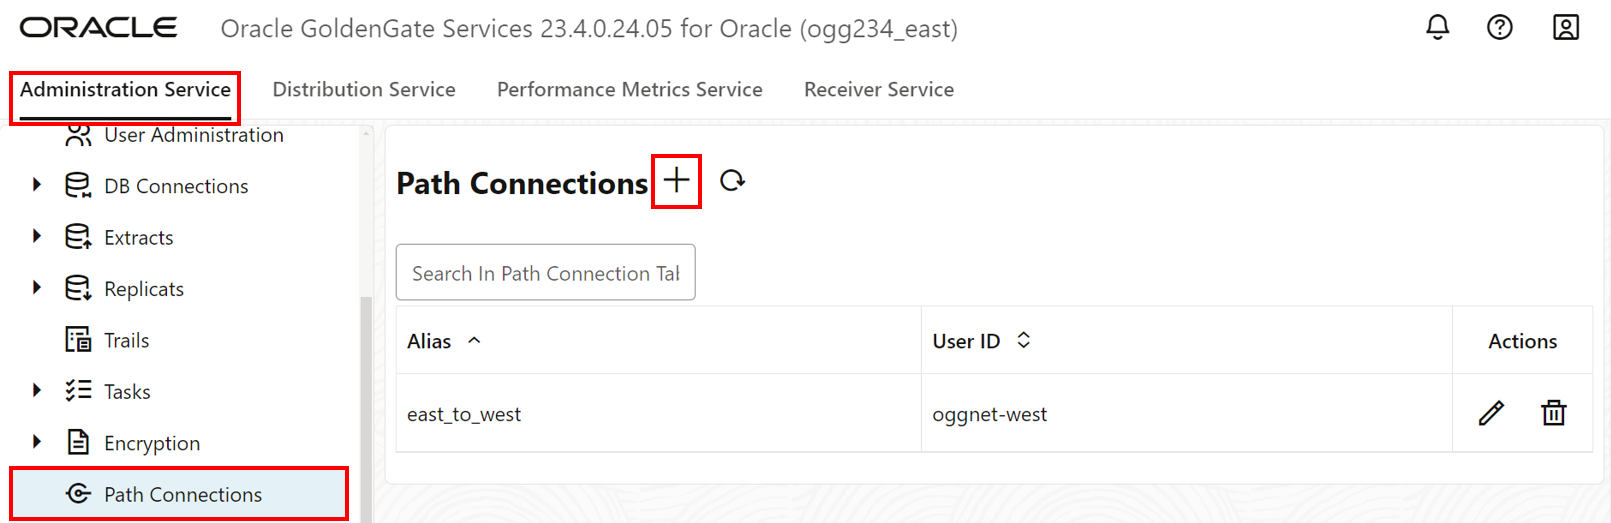 ORACLE Oracle GoldenGate Services 23.4.0.24.05 for Oracle (ogg234_east)
Administration Service Distribution Service Performance Metrics Service Receiver Service
User Administration
DB Connections
Extracts
Replicats
Trails
Tasks
Encryption
Path Connections
Path Connections
Search In Path Connection Tab
Alias User ID Actions
east_to_west oggnet-west